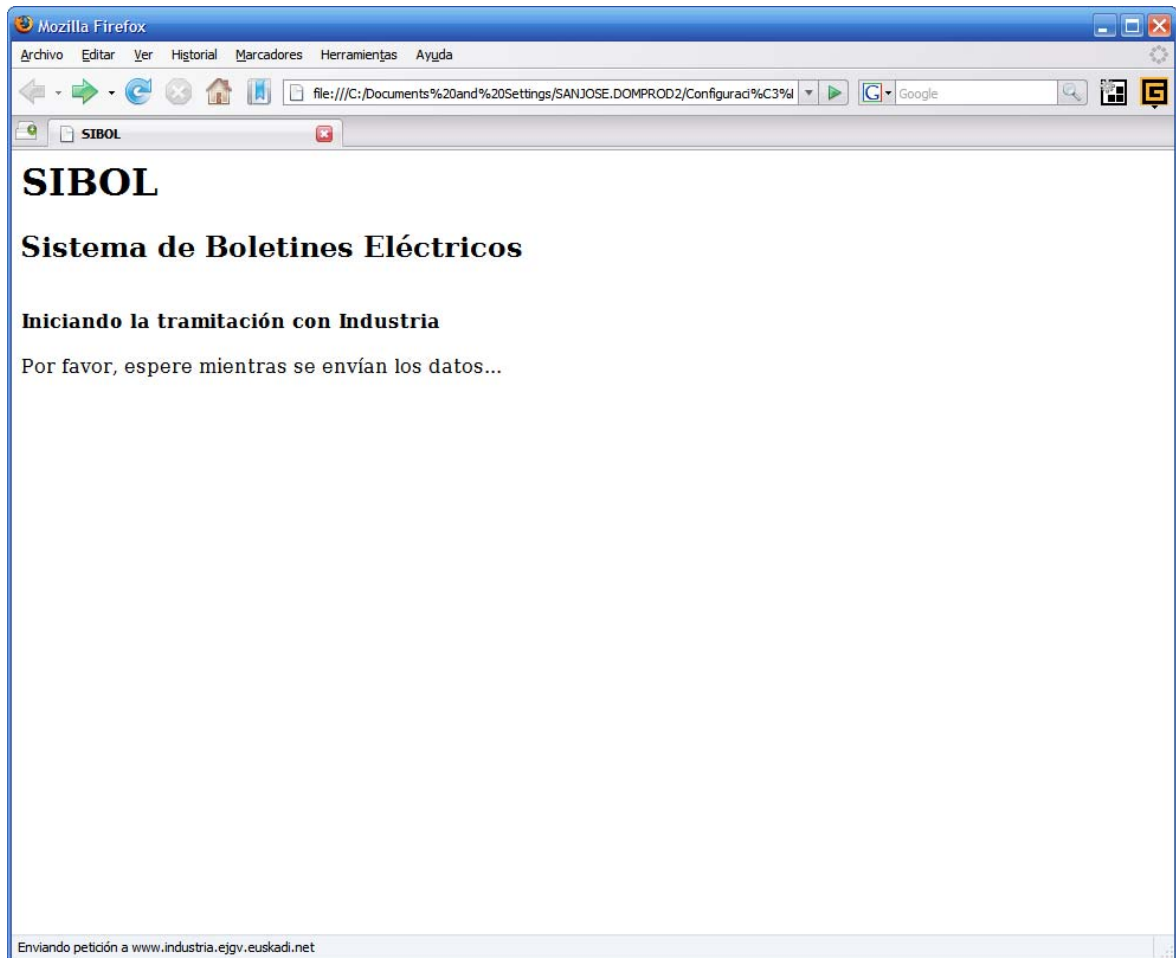 Mozilla Firefox
Archivo Editar Ver Historial Marcadores Herramientas Ayuda
file:///C:/Documents%20and%20Settings/SANJOSE.DOMPROD2/Configuraci%C3%
G Google
G
SIBOL
SIBOL
Sistema de Boletines Eléctricos
Iniciando la tramitación con Industria
Por favor, espere mientras se envían los datos...
Enviando petición a www.industria.ejgv.euskadi.net